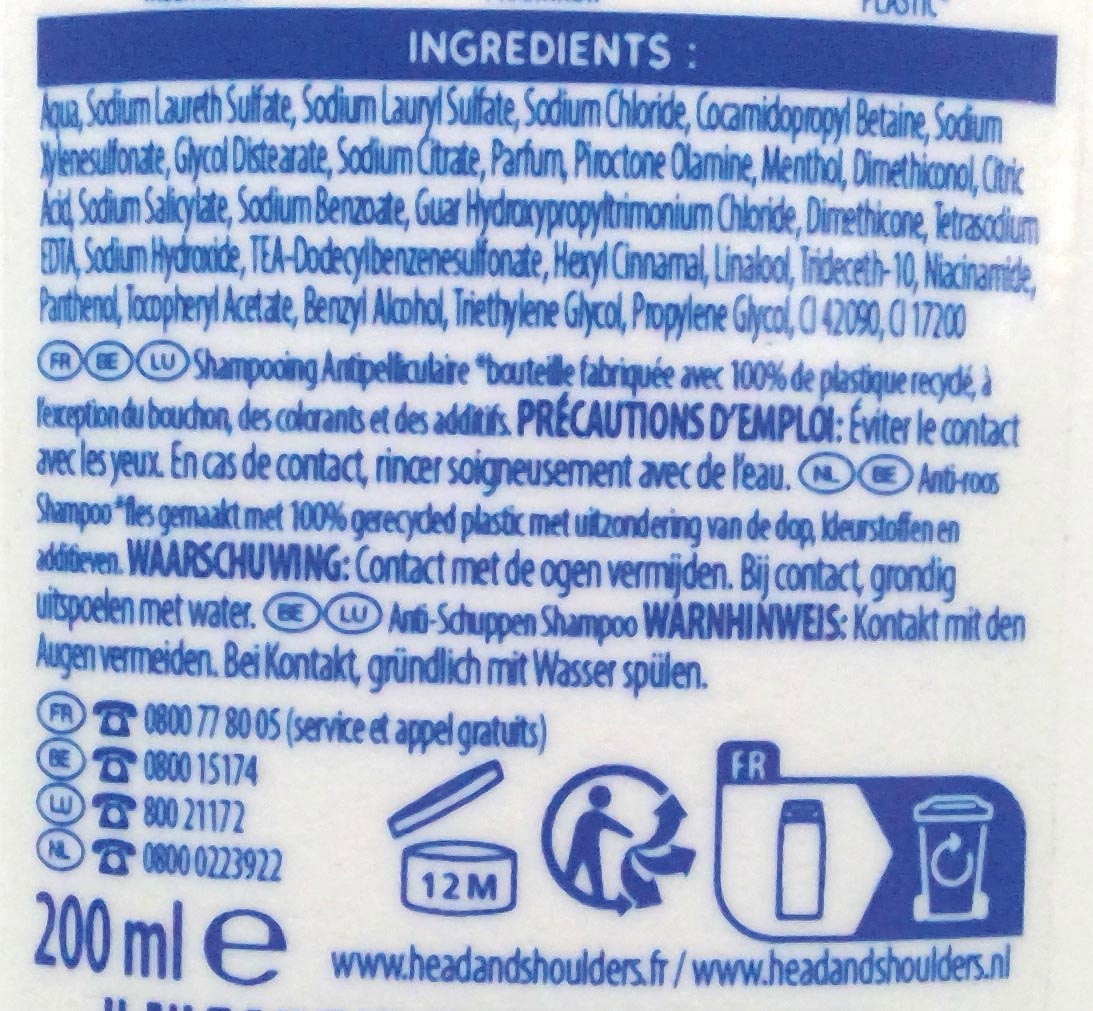 PLASTIC
INGREDIENTS :
Aqua, Sodium Laureth Sulfate, Sodium Lauryl Sulfate, Sodium Chloride, Cocamidopropyl Betaine, Sodium
Xylenesulfonate, Glycol Distearate, Sodium Citrate, Parfum, Piroctone Olamine, Menthol, Dimethiconol, Citric
Acid, Sodium Salicylate, Sodium Benzoate, Guar Hydroxypropyltrimonium Chloride, Dimethicone, Tetrasodium
EDTA, Sodium Hydroxide, TEA-Dodecylbenzenesulfonate, Hexyl Cinnamal, Linalool, Trideceth-10, Niacinamide,
Panthenol, Tocopheryl Acetate, Benzyl Alcohol, Triethylene Glycol, Propylene Glycol, CI 42090, CI 17200
FR BE LU Shampooing Antipelliculaire *bouteille fabriquée avec 100% de plastique recyclé, à
l'exception du bouchon, des colorants et des additifs. PRÉCAUTIONS D'EMPLOI: Éviter le contact
avec les yeux. En cas de contact, rincer soigneusement avec de l'eau. NL BE Anti-roos
Shampoo *fles gemaakt met 100% gerecycled plastic met uitzondering van de dop, kleurstoffen en
additieven. WAARSCHUWING: Contact met de ogen vermijden. Bij contact, grondig
uitspoelen met water. BE LU Anti-Schuppen Shampoo WARNHINWEIS: Kontakt mit den
Augen vermeiden. Bei Kontakt, gründlich mit Wasser spülen.
FR 0800 77 80 05 (service et appel gratuits)
BE 0800 15174
LU 800 21172
NL 0800 0223922
FR
12M
200 ml e
www.headandshoulders.fr / www.headandshoulders.nl